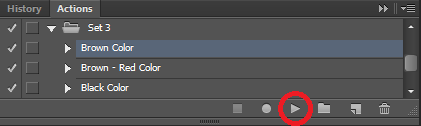 History Actions
Set 3
Brown Color
Brown - Red Color
Black Color